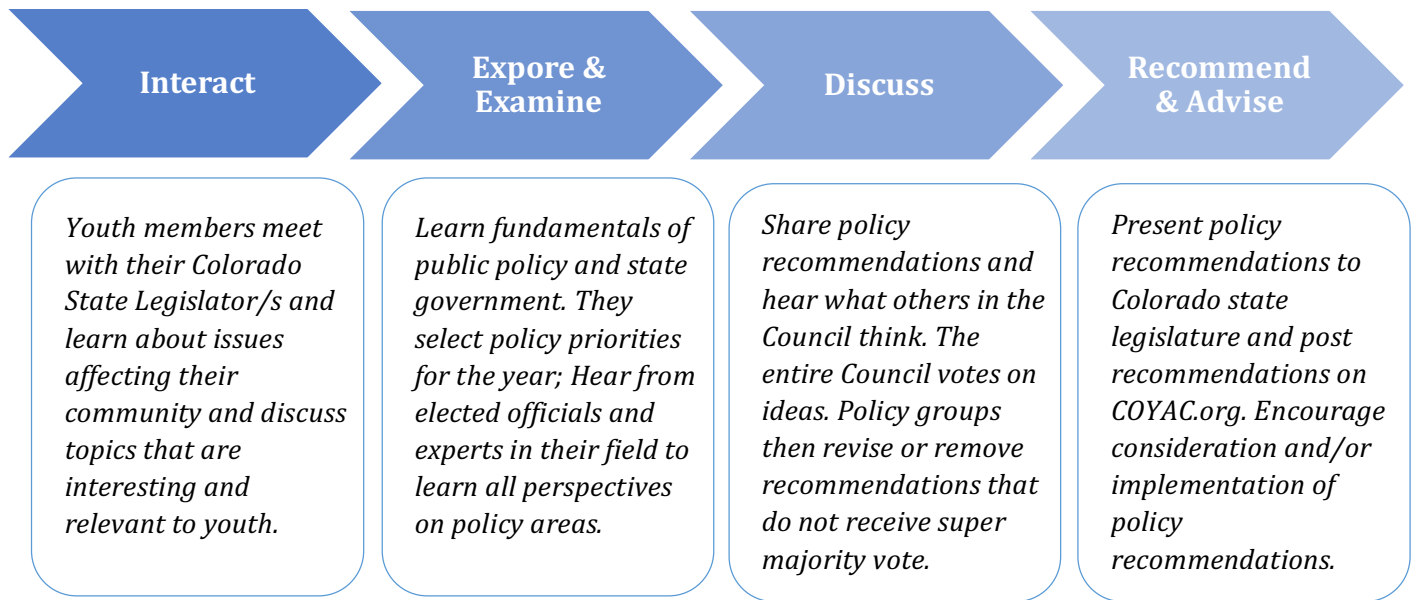 Interact
Expore &
Examine
Discuss
Recommend
& Advise
Youth members meet
with their Colorado
State Legislator/s and
learn about issues
affecting their
community and discuss
topics that are
interesting and
relevant to youth.
Learn fundamentals of
public policy and state
government. They
select policy priorities
for the year; Hear from
elected officials and
experts in their field to
learn all perspectives
on policy areas.
Share policy
recommendations and
hear what others in the
Council think. The
entire Council votes on
ideas. Policy groups
then revise or remove
recommendations that
do not receive super
majority vote.
Present policy
recommendations to
Colorado state
legislature and post
recommendations on
COYAC.org. Encourage
consideration and/or
implementation of
policy
recommendations.